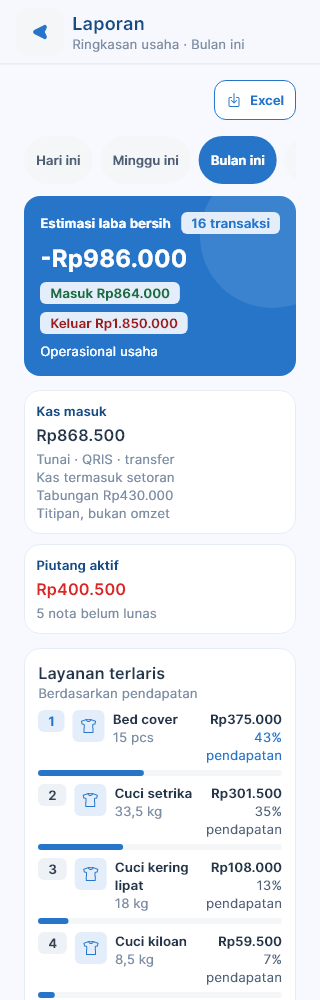 Laporan
Ringkasan usaha · Bulan ini
Excel
Hari ini
Minggu ini
Bulan ini
Estimasi laba bersih
16 transaksi
-Rp986.000
Masuk Rp864.000
Keluar Rp1.850.000
Operasional usaha
Kas masuk
Rp868.500
Tunai · QRIS · transfer
Kas termasuk setoran
Tabungan Rp430.000
Titipan, bukan omzet
Piutang aktif
Rp400.500
5 nota belum lunas
Layanan terlaris
Berdasarkan pendapatan
1
Bed cover
Rp375.000
15 pcs
43%
pendapatan
2
Cuci setrika
Rp301.500
33,5 kg
35%
pendapatan
3
Cuci kering
lipat
Rp108.000
18 kg
13%
pendapatan
4
Cuci kiloan
Rp59.500
8,5 kg
7%
pendapatan